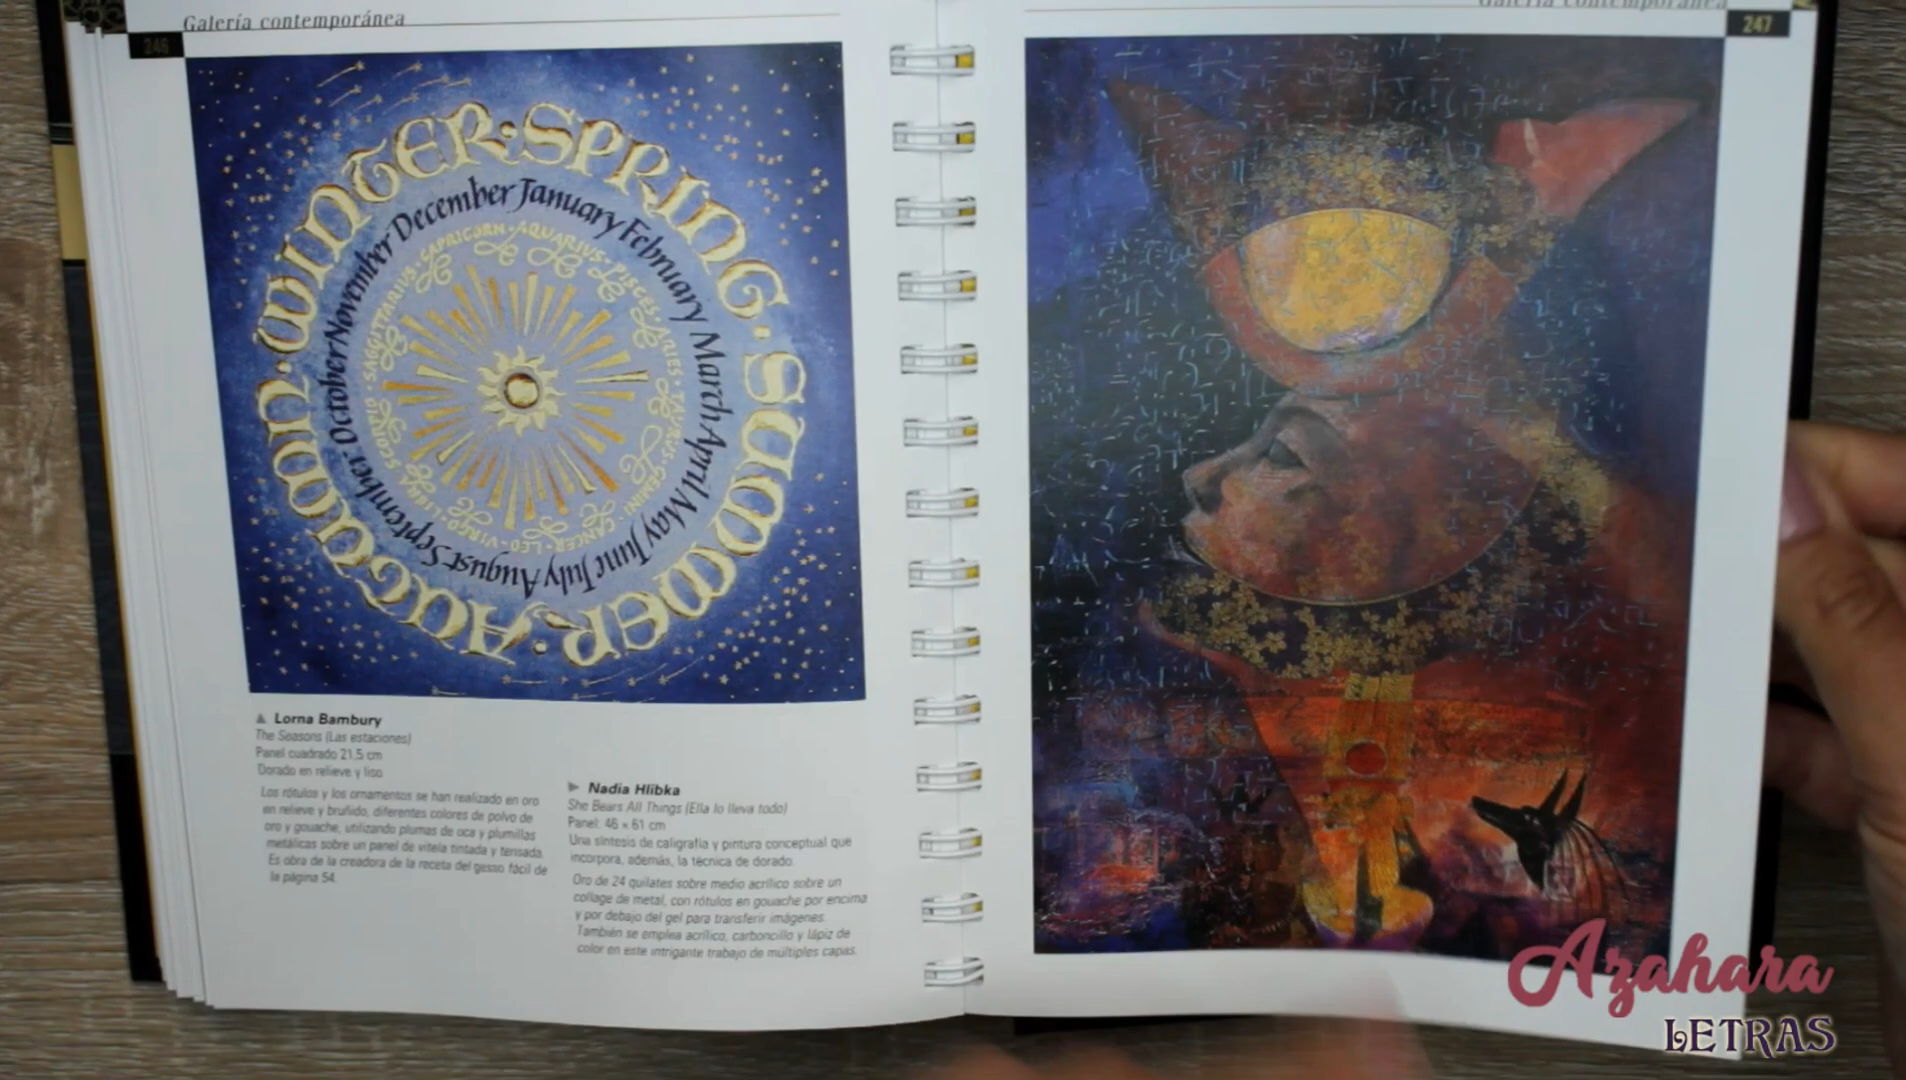 Galería contemporánea
246
WINTER · SPRING · SUMMER · AUTUMN ·
January February March April May June July August September October November December
CAPRICORN · AQUARIUS · PISCES · ARIES · TAURUS · GEMINI · CANCER · LEO · VIRGO · LIBRA · SCORPIO · SAGGITTARIUS
▲ Lorna Bambury
The Seasons (Las estaciones)
Panel cuadrado 21,5 cm
Dorado en relieve y liso
Los rótulos y los ornamentos se han realizado en oro
en relieve y bruñido, diferentes colores de polvo de
oro y gouache, utilizando plumas de oca y plumillas
metálicas sobre un panel de vitela tintada y tensada.
Es obra de la creadora de la receta del gesso fácil de
la página 54.
► Nadia Hlibka
She Bears All Things (Ella lo lleva todo)
Panel: 46 × 61 cm
Una síntesis de caligrafía y pintura conceptual que
incorpora, además, la técnica de dorado.
Oro de 24 quilates sobre medio acrílico sobre un
collage de metal, con rótulos en gouache por encima
y por debajo del gel para transferir imágenes.
También se emplea acrílico, carboncillo y lápiz de
color en este intrigante trabajo de múltiples capas.
Galería contemporánea
247
Azahara
LETRAS